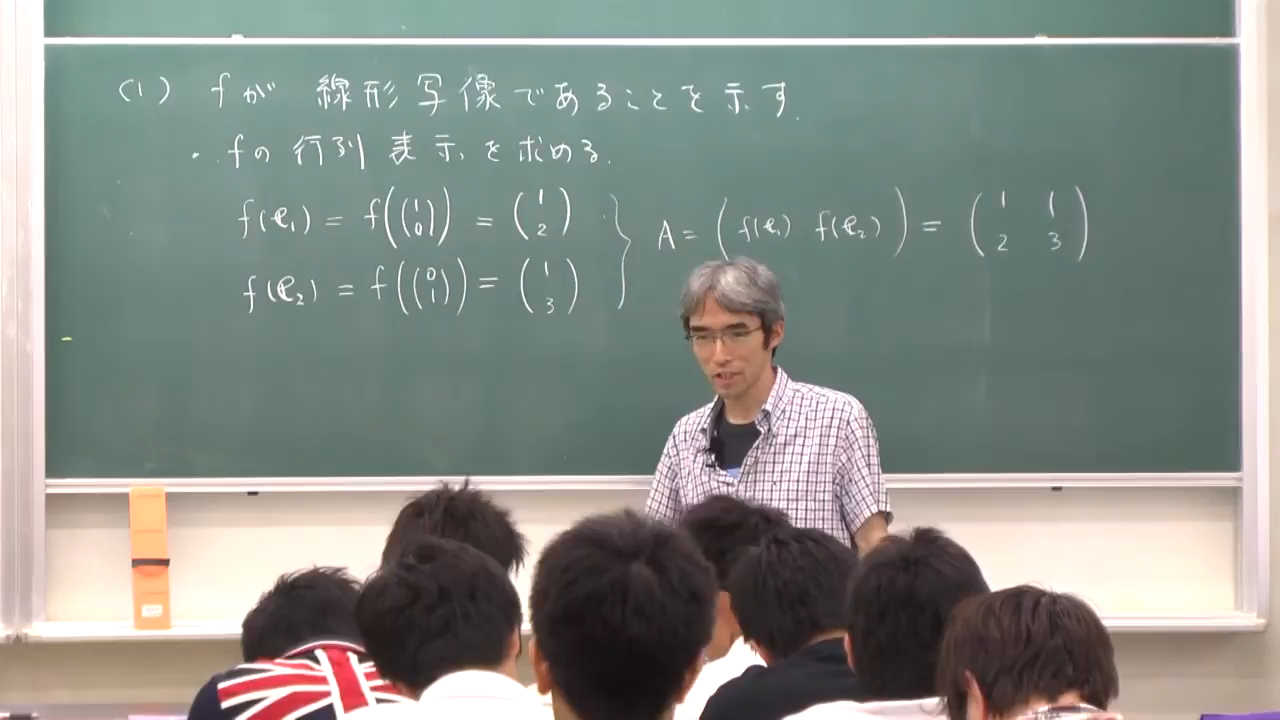 (1) fが 線形写像であることを示す.
・fの行列表示を求める.
f(e₁) = f((1 0)) = (1 2)
f(e₂) = f((0 1)) = (1 3)
A = (f(e₁) f(e₂)) = (1 1 2 3)